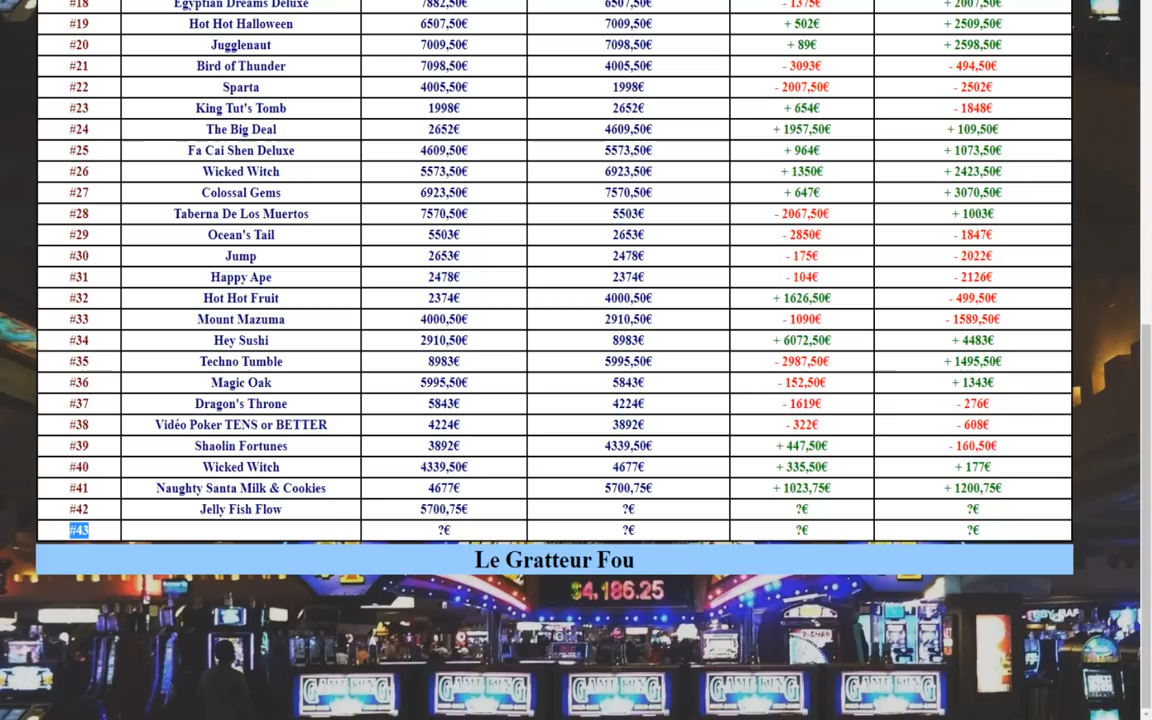 #18 Egyptian Dreams Deluxe 7882,50€ 6507,50€ - 1375€ + 2007,50€
#19 Hot Hot Halloween 6507,50€ 7009,50€ + 502€ + 2509,50€
#20 Jugglenaut 7009,50€ 7098,50€ + 89€ + 2598,50€
#21 Bird of Thunder 7098,50€ 4005,50€ - 3093€ - 494,50€
#22 Sparta 4005,50€ 1998€ - 2007,50€ - 2502€
#23 King Tut's Tomb 1998€ 2652€ + 654€ - 1848€
#24 The Big Deal 2652€ 4609,50€ + 1957,50€ + 109,50€
#25 Fa Cai Shen Deluxe 4609,50€ 5573,50€ + 964€ + 1073,50€
#26 Wicked Witch 5573,50€ 6923,50€ + 1350€ + 2423,50€
#27 Colossal Gems 6923,50€ 7570,50€ + 647€ + 3070,50€
#28 Taberna De Los Muertos 7570,50€ 5503€ - 2067,50€ + 1003€
#29 Ocean's Tail 5503€ 2653€ - 2850€ - 1847€
#30 Jump 2653€ 2478€ - 175€ - 2022€
#31 Happy Ape 2478€ 2374€ - 104€ - 2126€
#32 Hot Hot Fruit 2374€ 4000,50€ + 1626,50€ - 499,50€
#33 Mount Mazuma 4000,50€ 2910,50€ - 1090€ - 1589,50€
#34 Hey Sushi 2910,50€ 8983€ + 6072,50€ + 4483€
#35 Techno Tumble 8983€ 5995,50€ - 2987,50€ + 1495,50€
#36 Magic Oak 5995,50€ 5843€ - 152,50€ + 1343€
#37 Dragon's Throne 5843€ 4224€ - 1619€ - 276€
#38 Vidéo Poker TENS or BETTER 4224€ 3892€ - 322€ - 608€
#39 Shaolin Fortunes 3892€ 4339,50€ + 447,50€ - 160,50€
#40 Wicked Witch 4339,50€ 4677€ + 335,50€ + 177€
#41 Naughty Santa Milk & Cookies 4677€ 5700,75€ + 1023,75€ + 1200,75€
#42 Jelly Fish Flow 5700,75€ ?€ ?€ ?€
#43 ?€ ?€ ?€ ?€
Le Gratteur Fou
$4,186.25
GAME KING GAME KING GAME KING GAME KING GAME KING